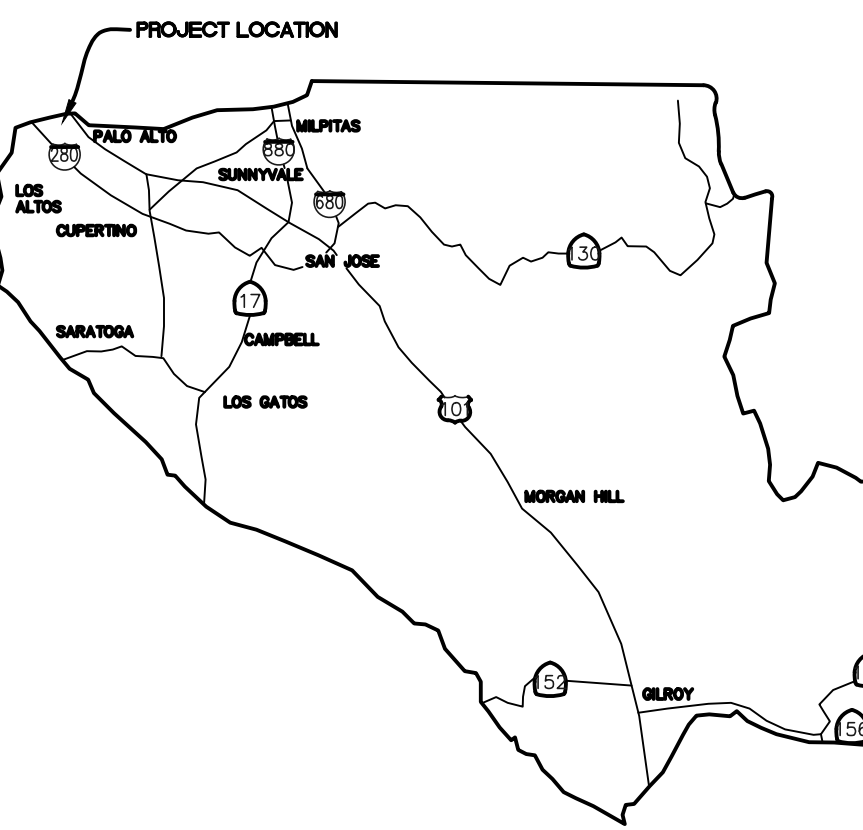 PROJECT LOCATION
PALO ALTO
MILPITAS
280
880
SUNNYVALE
LOS
ALTOS
680
CUPERTINO
SAN JOSE
130
17
SARATOGA
CAMPBELL
LOS GATOS
101
MORGAN HILL
152
GILROY
156